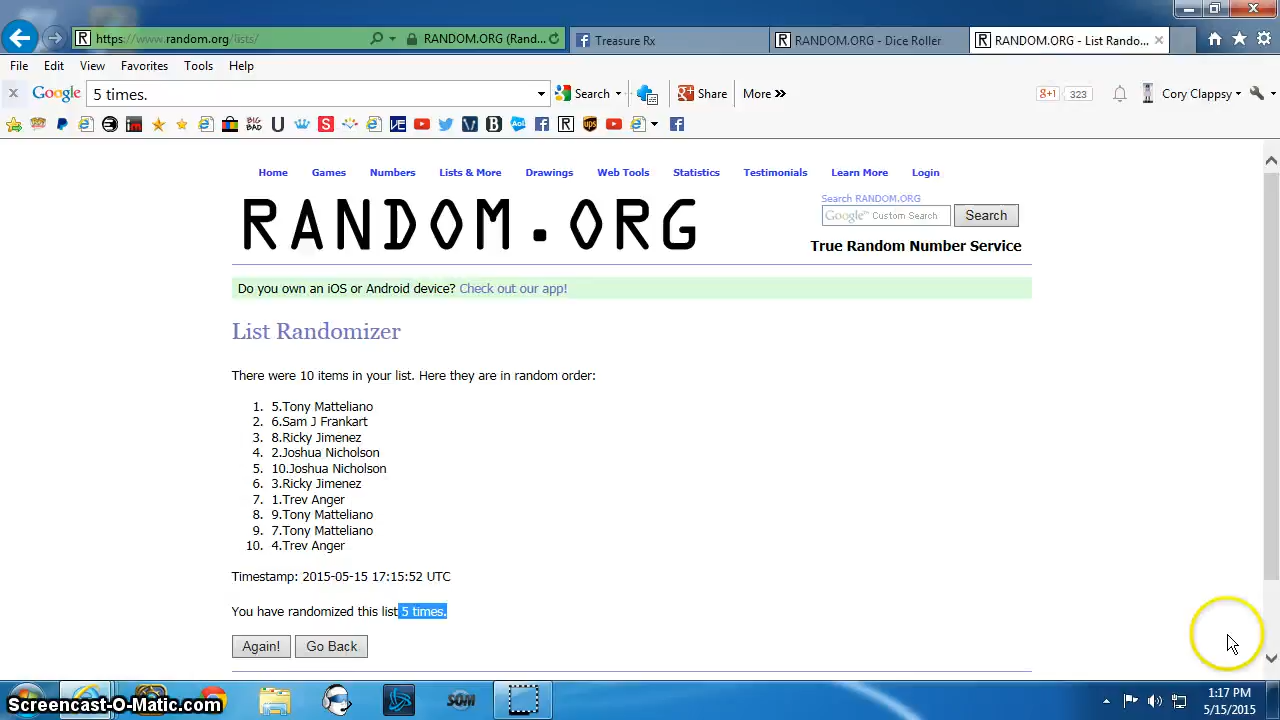 https://www.random.org/lists/
RANDOM.ORG (Rand...
Treasure Rx
RANDOM.ORG - Dice Roller
RANDOM.ORG - List Rando...
File Edit View Favorites Tools Help
Google 5 times. Search Share More » 323 Cory Clappsy
Home Games Numbers Lists & More Drawings Web Tools Statistics Testimonials Learn More Login
RANDOM.ORG
Search RANDOM.ORG
Google™ Custom Search Search
True Random Number Service
Do you own an iOS or Android device? Check out our app!
List Randomizer
There were 10 items in your list. Here they are in random order:
1. 5.Tony Matteliano
2. 6.Sam J Frankart
3. 8.Ricky Jimenez
4. 2.Joshua Nicholson
5. 10.Joshua Nicholson
6. 3.Ricky Jimenez
7. 1.Trev Anger
8. 9.Tony Matteliano
9. 7.Tony Matteliano
10. 4.Trev Anger
Timestamp: 2015-05-15 17:15:52 UTC
You have randomized this list 5 times.
Again! Go Back
Screencast-O-Matic.com
SOM
1:17 PM
5/15/2015